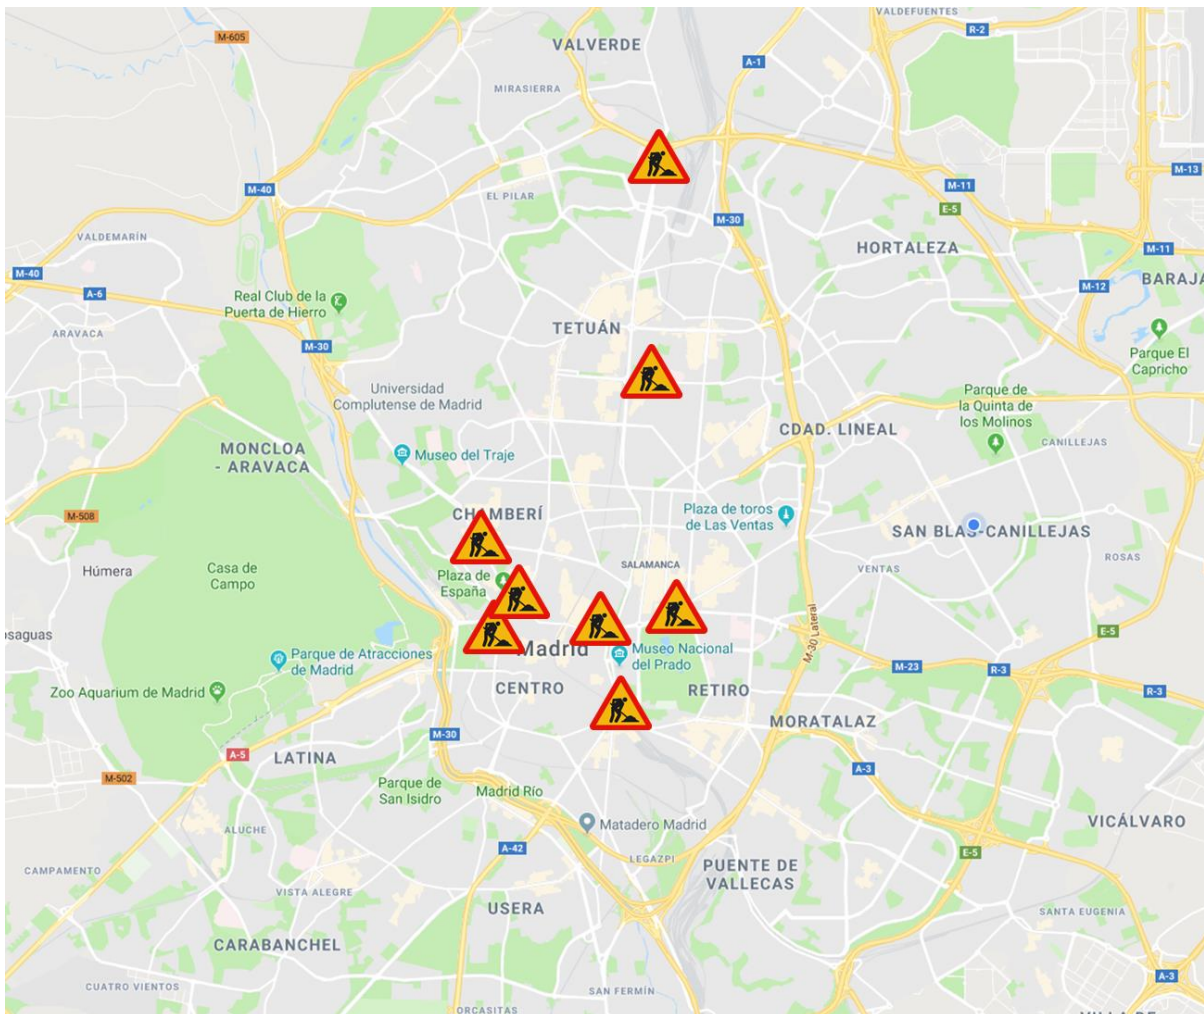 VALDEFUENTES
R-2
M-605
VALVERDE
A-1
MIRASIERRA
M-13
M-11
M-40
EL PILAR
E-5
M-30
VALDEMARÍN
HORTALEZA
M-11
M-40
BARAJA
A-6
M-12
Real Club de la
Puerta de Hierro
TETUÁN
ARAVACA
M-30
Parque El
Capricho
Universidad
Complutense de Madrid
Parque de
la Quinta de
los Molinos
CDAD. LINEAL
CANILLEJAS
MONCLOA
- ARAVACA
Museo del Traje
M-508
CHAMBERÍ
Plaza de toros
de Las Ventas
SAN BLAS-CANILLEJAS
ROSAS
Húmera
Casa de
Campo
Plaza de
España
SALAMANCA
VENTAS
osaguas
M-30 Lateral
E-5
Parque de Atracciones
de Madrid
Madrid
Museo Nacional
del Prado
M-23
R-3
R-3
Zoo Aquarium de Madrid
CENTRO
RETIRO
MORATALAZ
M-30
A-5
LATINA
A-3
M-502
Parque de
San Isidro
Madrid Río
Matadero Madrid
VICÁLVARO
ALUCHE
A-42
LEGAZPI
E-5
CAMPAMENTO
PUENTE DE
VALLECAS
VISTA ALEGRE
USERA
SANTA EUGENIA
CARABANCHEL
A-3
CUATRO VIENTOS
SAN FERMÍN
ORCASITAS
VILLA DE